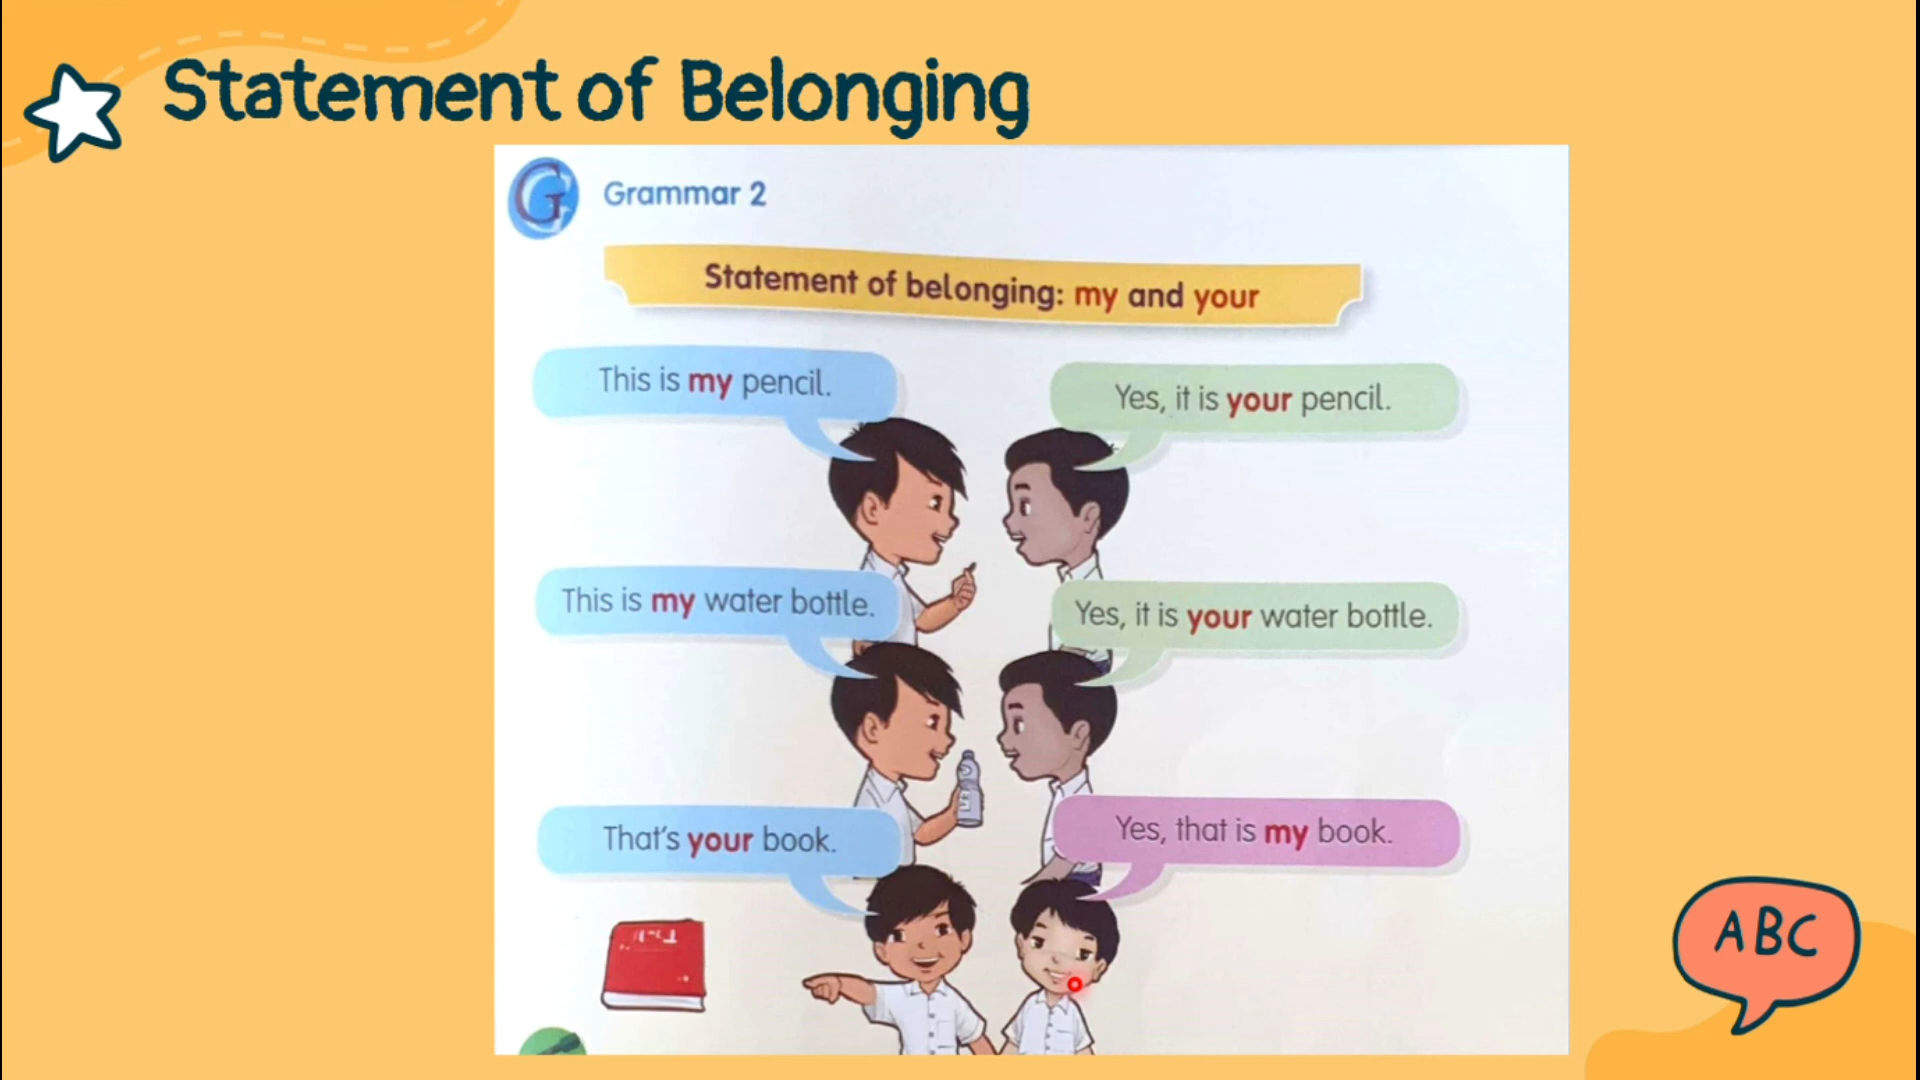 Statement of Belonging
G Grammar 2
Statement of belonging: my and your
This is my pencil.
Yes, it is your pencil.
This is my water bottle.
Yes, it is your water bottle.
That's your book.
Yes, that is my book.
ABC